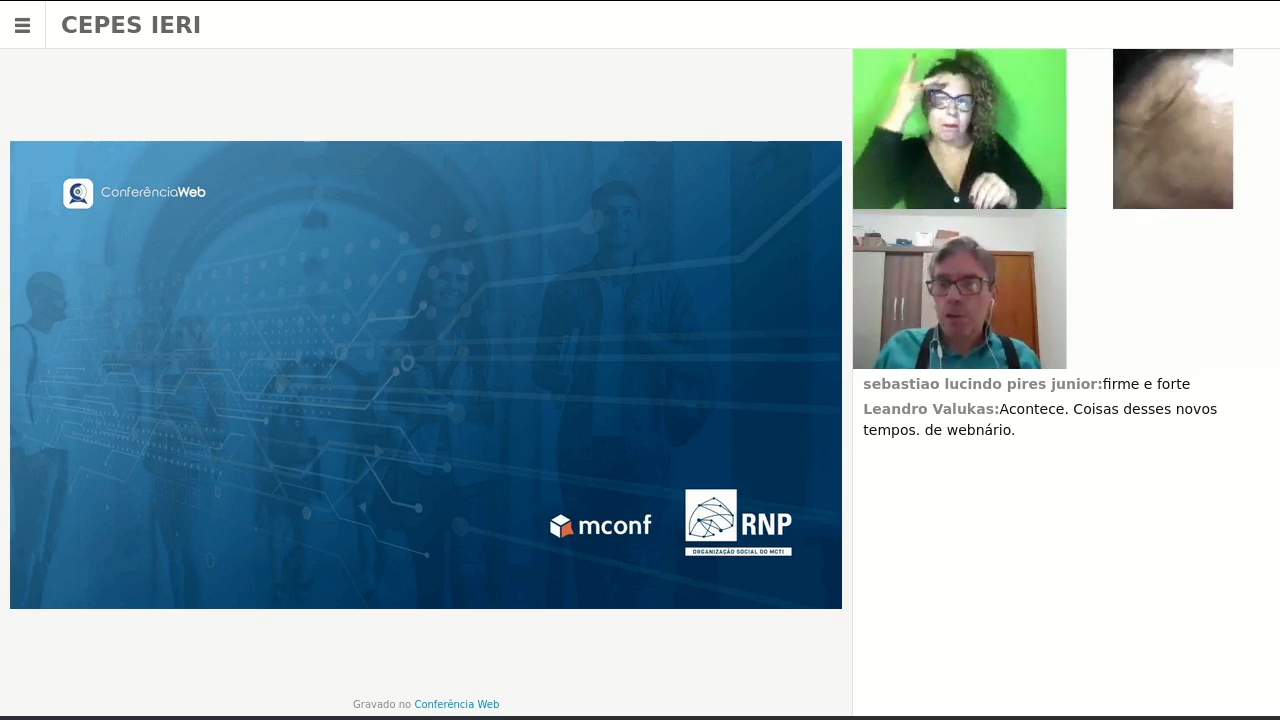 CEPES IERI
ConferênciaWeb
mconf
RNP
ORGANIZAÇÃO SOCIAL DO MCTI
sebastiao lucindo pires junior:firme e forte
Leandro Valukas:Acontece. Coisas desses novos
tempos. de webnário.
Gravado no Conferência Web